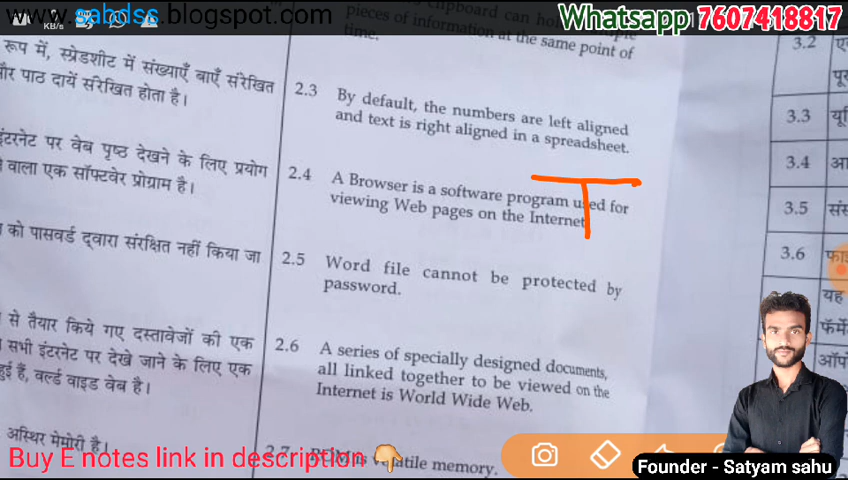 www.sabdss.blogspot.com
KB/s
Whatsapp 7607418817
pieces of information at the same point of
time.
रूप में, स्प्रेडशीट में संख्याएँ बाएँ संरेखित
और पाठ दायें संरेखित होता है।
2.3 By default, the numbers are left aligned
and text is right aligned in a spreadsheet.
इंटरनेट पर वेब पृष्ठ देखने के लिए प्रयोग
वाला एक सॉफ्टवेर प्रोग्राम है।
2.4 A Browser is a software program used for
viewing Web pages on the Internet
T
को पासवर्ड द्वारा संरक्षित नहीं किया जा
2.5 Word file cannot be protected by
password.
से तैयार किये गए दस्तावेजों की एक
सभी इंटरनेट पर देखे जाने के लिए एक
हुई हैं, वर्ल्ड वाइड वेब है।
2.6 A series of specially designed documents,
all linked together to be viewed on the
Internet is World Wide Web.
अस्थिर मेमोरी है।
2.7 is volatile memory.
3.2
3.3
3.4
3.5
3.6
यह
Buy E notes link in description
Founder - Satyam sahu